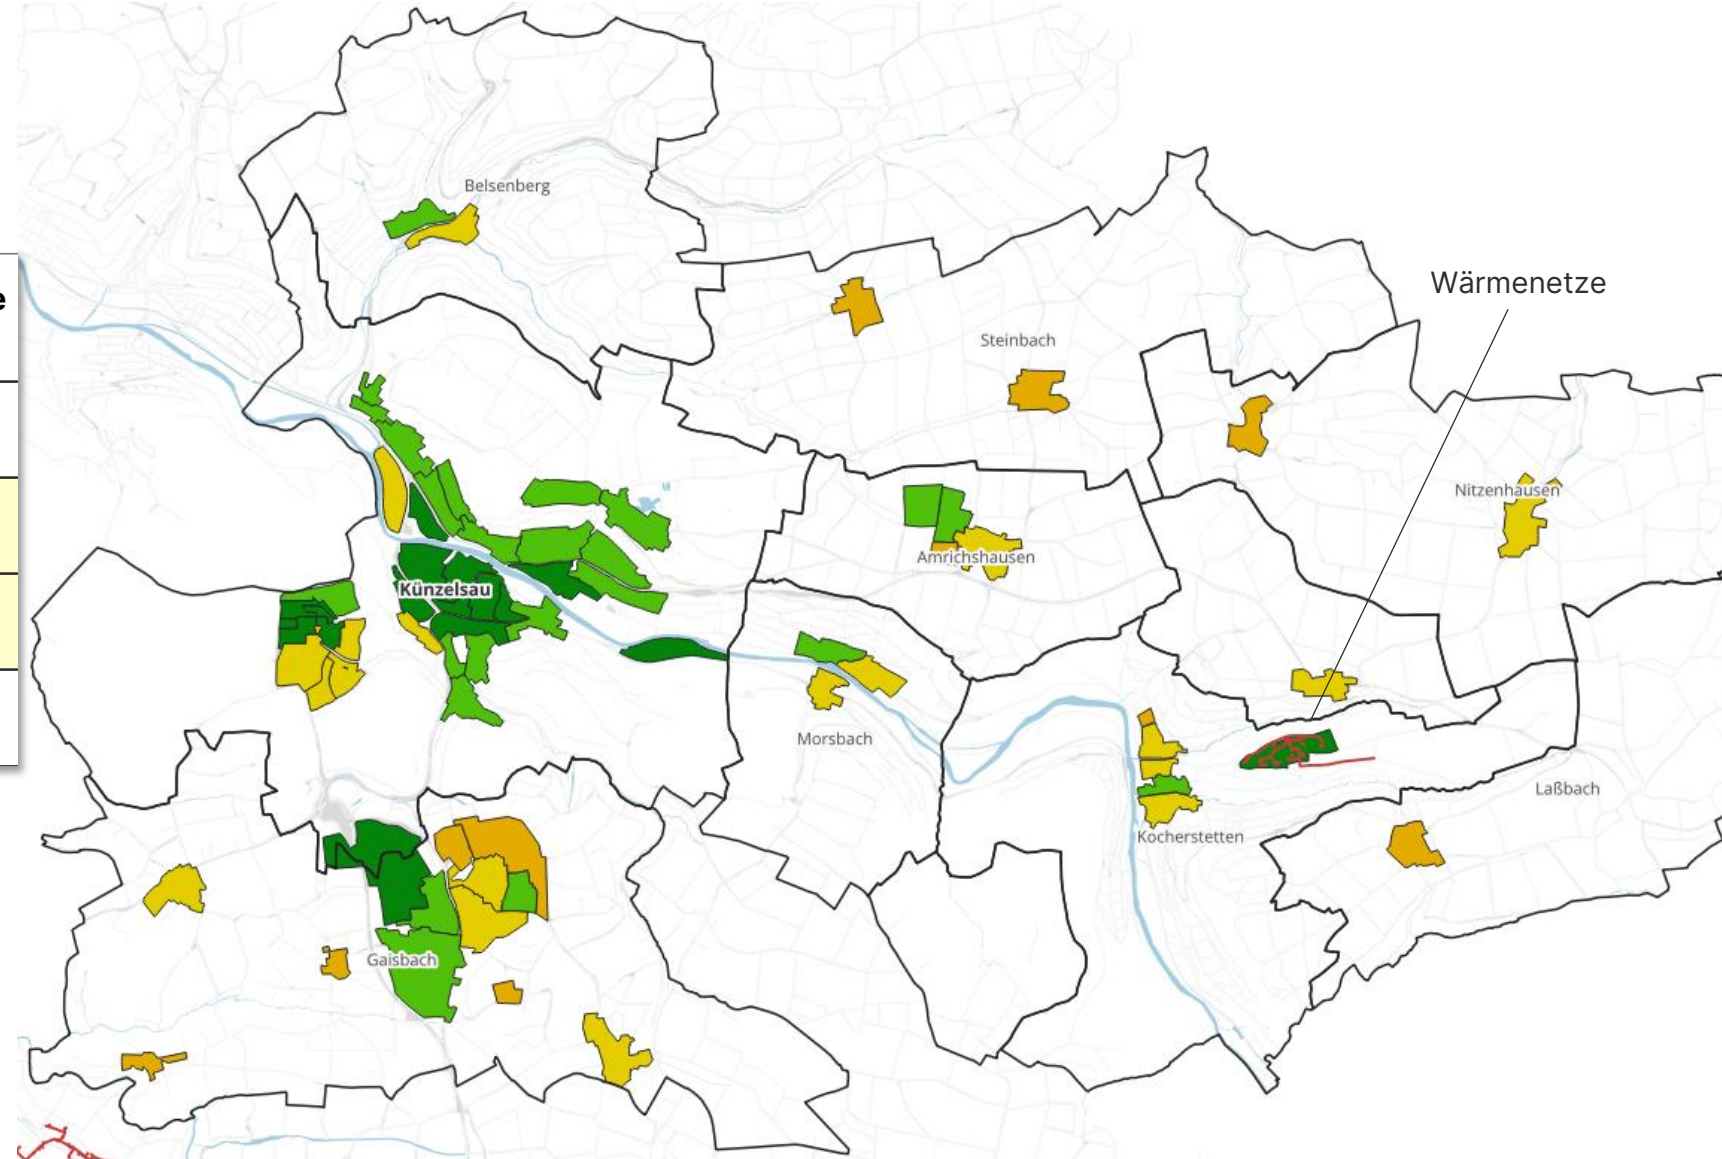 Belsenberg
e
Wärmenetze
Steinbach
Nitzenhausen
Amrichshausen
Künzelsau
Morsbach
Laßbach
Kocherstetten
Gaisbach